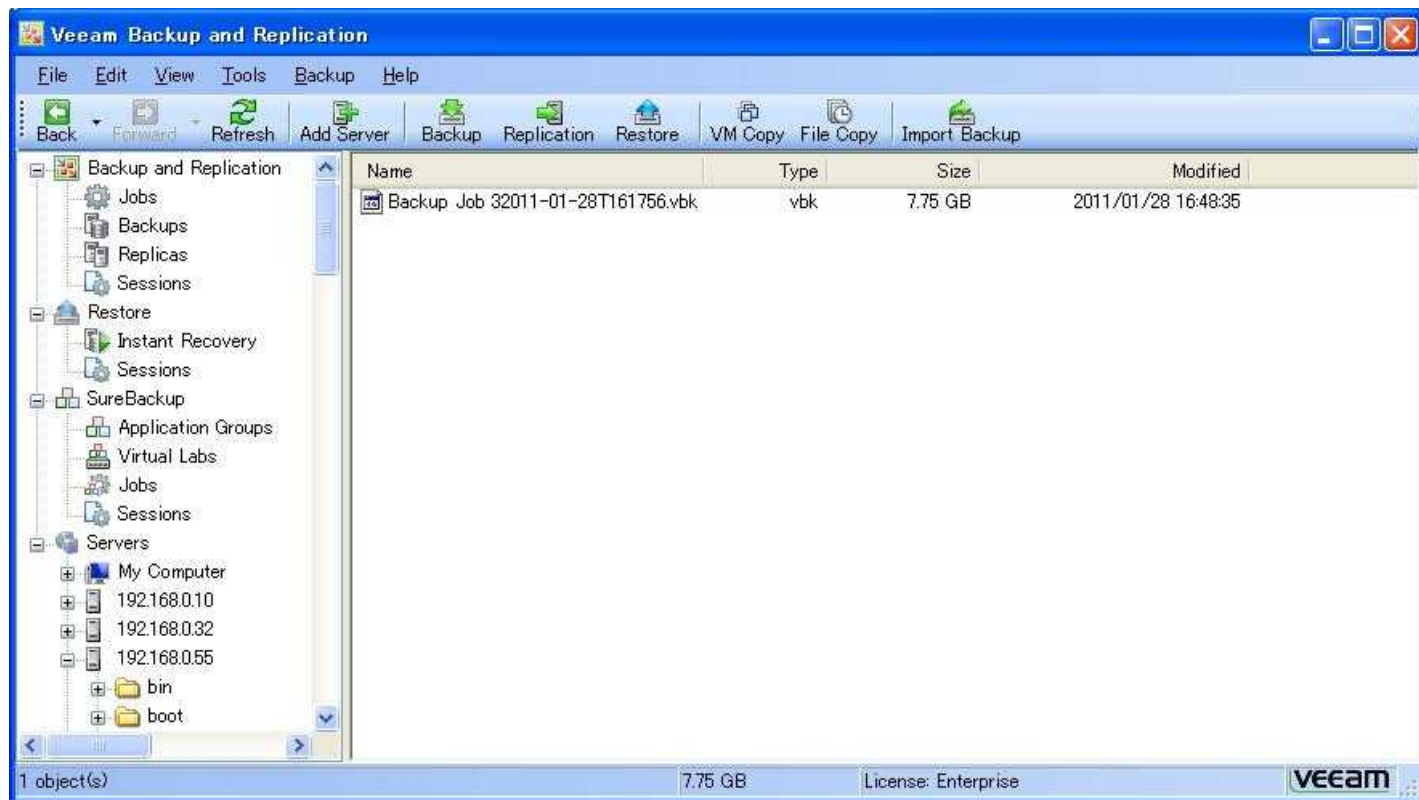 Veeam Backup and Replication
File Edit View Tools Backup Help
Back Forward Refresh Add Server Backup Replication Restore VM Copy File Copy Import Backup
Backup and Replication
Jobs
Backups
Replicas
Sessions
Restore
Instant Recovery
Sessions
SureBackup
Application Groups
Virtual Labs
Jobs
Sessions
Servers
My Computer
192.168.0.10
192.168.0.32
192.168.0.55
bin
boot
Name Type Size Modified
Backup Job 32011-01-28T161756.vbk vbk 7.75 GB 2011/01/28 16:48:35
1 object(s) 7.75 GB License: Enterprise veeam